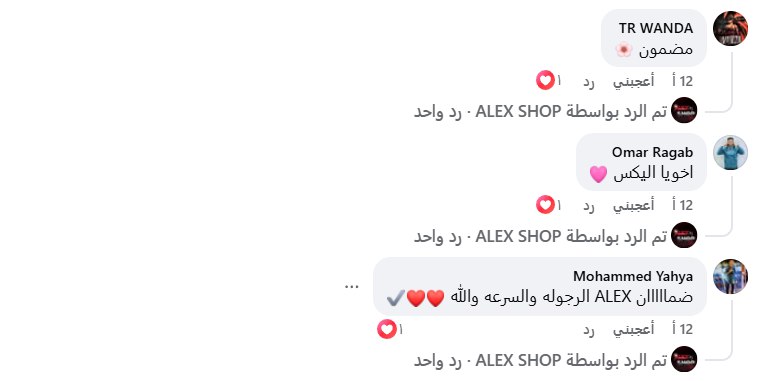 TR WANDA
مضمون 🌸
12 أ أعجبني رد ١
تم الرد بواسطة ALEX SHOP · رد واحد
Omar Ragab
اخويا اليكس 🩷
12 أ أعجبني رد ١
تم الرد بواسطة ALEX SHOP · رد واحد
Mohammed Yahya
ضماااااان ALEX الرجوله والسرعه والله ♥️♥️✔️
12 أ أعجبني رد ١
تم الرد بواسطة ALEX SHOP · رد واحد